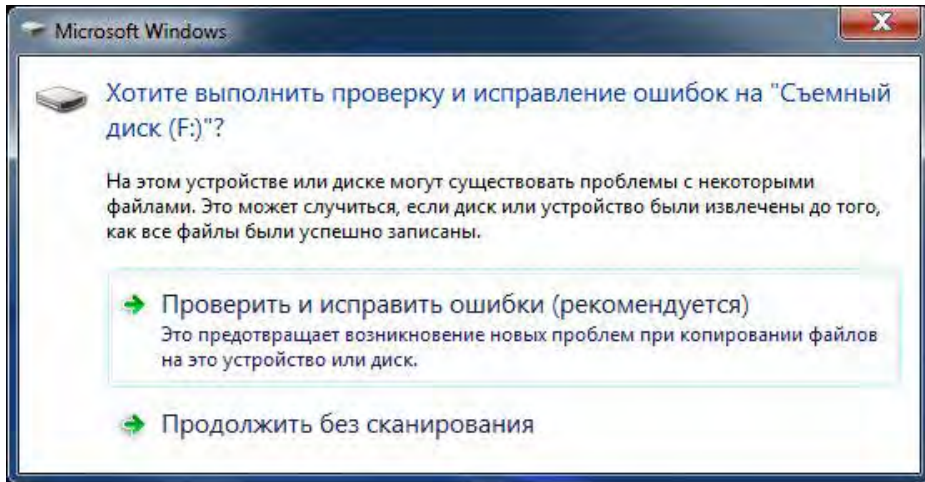 Microsoft Windows
Хотите выполнить проверку и исправление ошибок на "Съемный
диск (F:)"?
На этом устройстве или диске могут существовать проблемы с некоторыми
файлами. Это может случиться, если диск или устройство были извлечены до того,
как все файлы были успешно записаны.
Проверить и исправить ошибки (рекомендуется)
Это предотвращает возникновение новых проблем при копировании файлов
на это устройство или диск.
Продолжить без сканирования